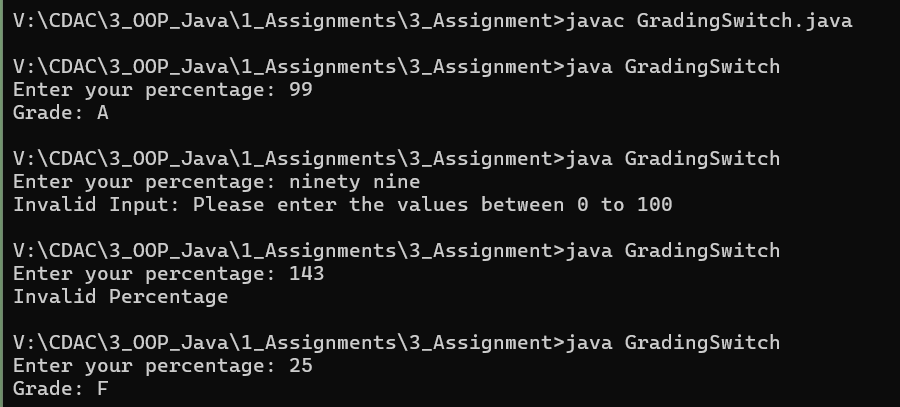 V:\CDAC\3_OOP_Java\1_Assignments\3_Assignment>javac GradingSwitch.java
V:\CDAC\3_OOP_Java\1_Assignments\3_Assignment>java GradingSwitch
Enter your percentage: 99
Grade: A
V:\CDAC\3_OOP_Java\1_Assignments\3_Assignment>java GradingSwitch
Enter your percentage: ninety nine
Invalid Input: Please enter the values between 0 to 100
V:\CDAC\3_OOP_Java\1_Assignments\3_Assignment>java GradingSwitch
Enter your percentage: 143
Invalid Percentage
V:\CDAC\3_OOP_Java\1_Assignments\3_Assignment>java GradingSwitch
Enter your percentage: 25
Grade: F